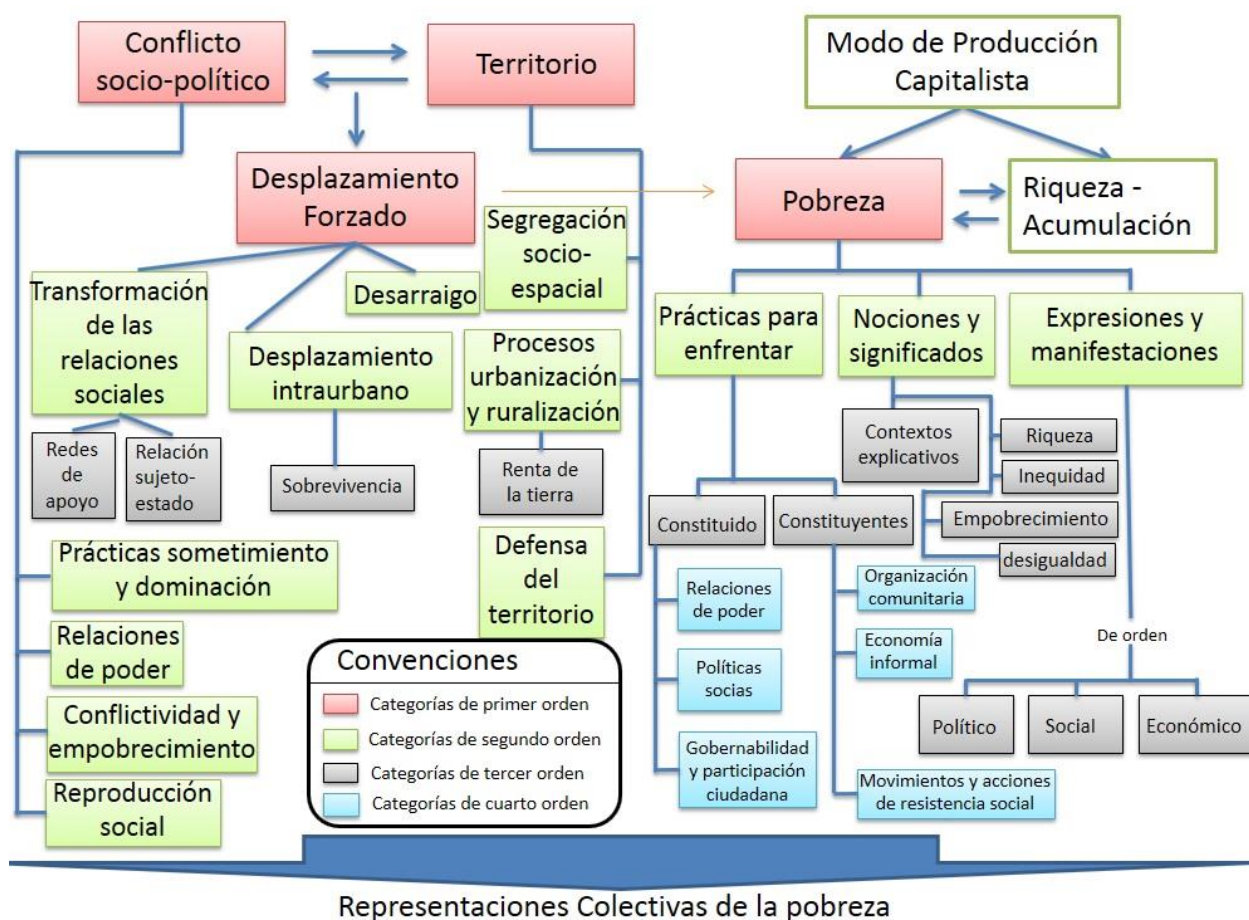 Conflicto
socio-político
Territorio
Modo de Producción
Capitalista
Desplazamiento
Forzado
Pobreza
Riqueza -
Acumulación
Segregación
socio-
espacial
Transformación
de las
relaciones
sociales
Desarraigo
Desplazamiento
intraurbano
Procesos
urbanización
y ruralización
Prácticas para
enfrentar
Nociones y
significados
Expresiones y
manifestaciones
Redes
de
apoyo
Relación
sujeto-
estado
Sobrevivencia
Renta de
la tierra
Contextos
explicativos
Riqueza
Inequidad
Empobrecimiento
desigualdad
Constituido
Constituyentes
Prácticas sometimiento
y dominación
Relaciones
de poder
Conflictividad y
empobrecimiento
Reproducción
social
Defensa
del
territorio
Relaciones
de poder
Políticas
socias
Gobernabilidad
y participación
ciudadana
Organización
comunitaria
Economía
informal
Movimientos y acciones
de resistencia social
De orden
Político
Social
Económico
Convenciones
Categorías de primer orden
Categorías de segundo orden
Categorías de tercer orden
Categorías de cuarto orden
Representaciones Colectivas de la pobreza